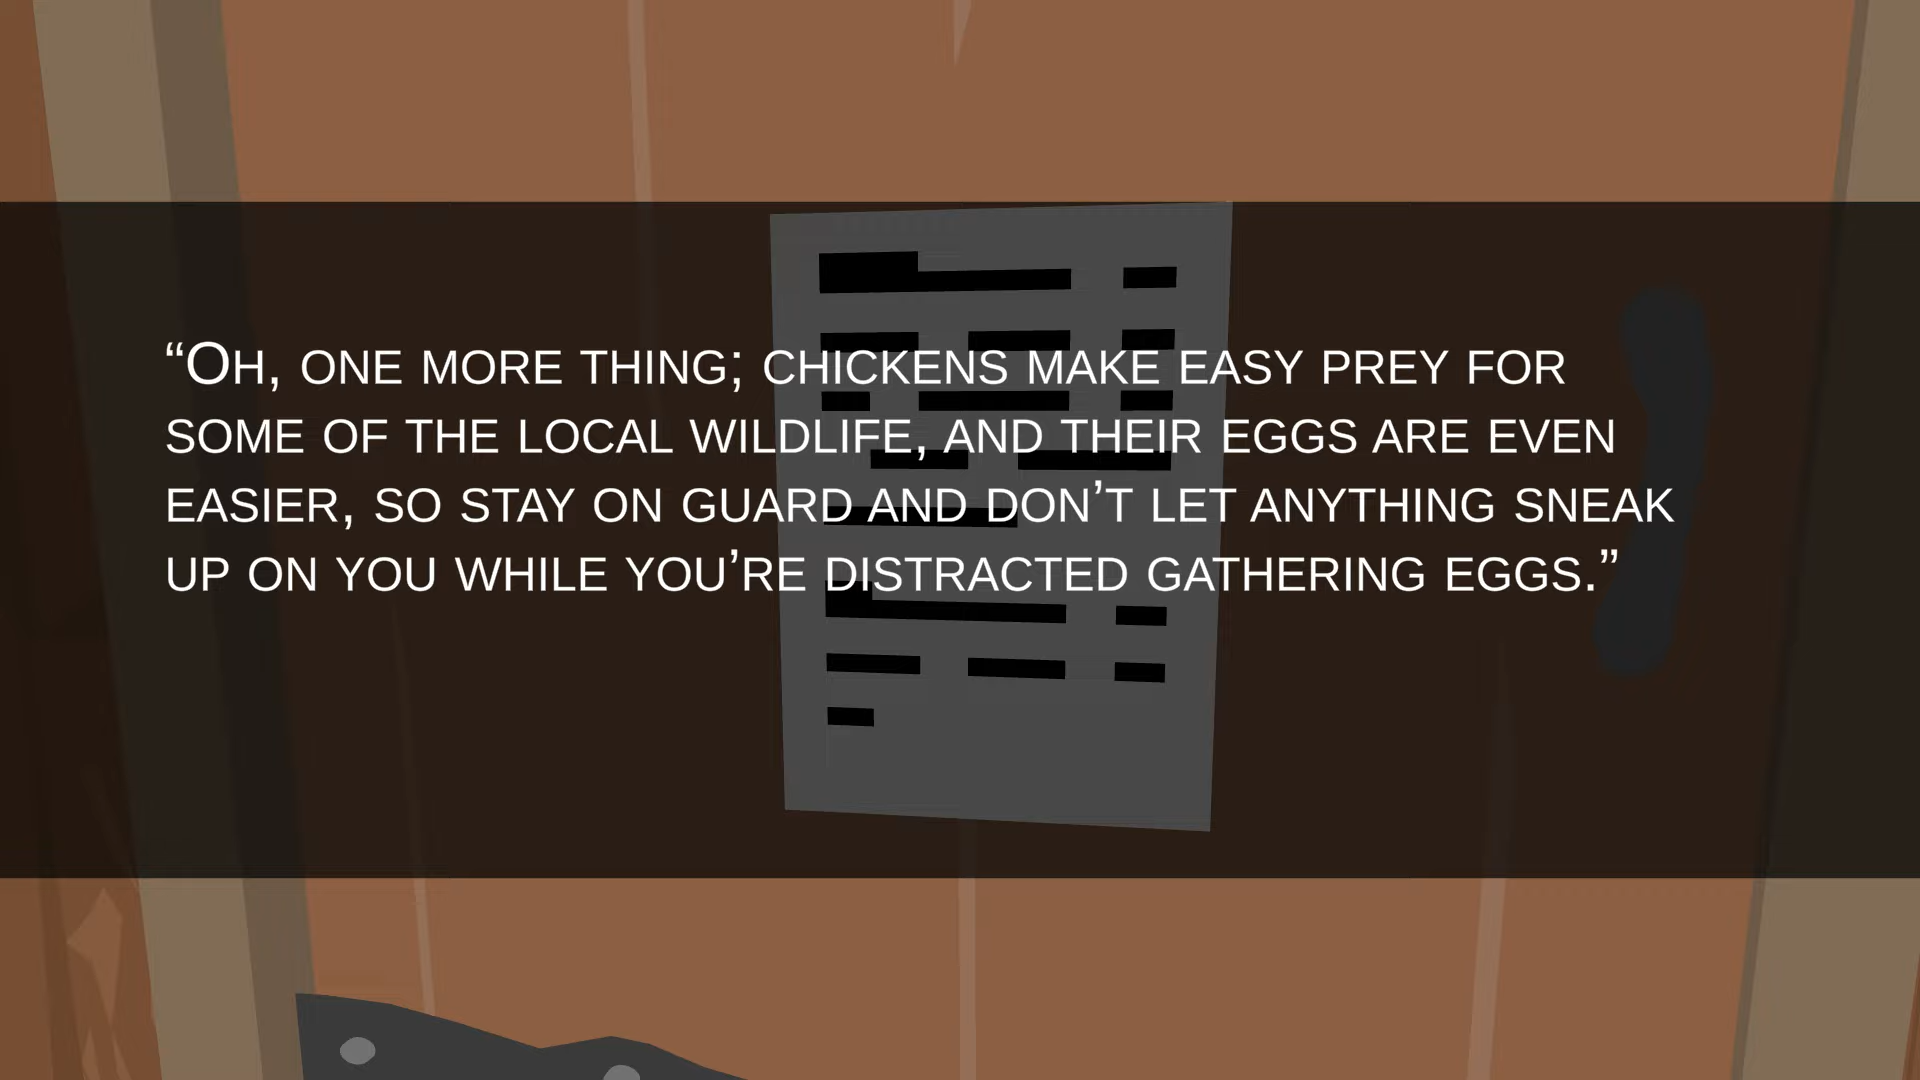 “Oh, one more thing; chickens make easy prey for
some of the local wildlife, and their eggs are even
easier, so stay on guard and don’t let anything sneak
up on you while you’re distracted gathering eggs.”